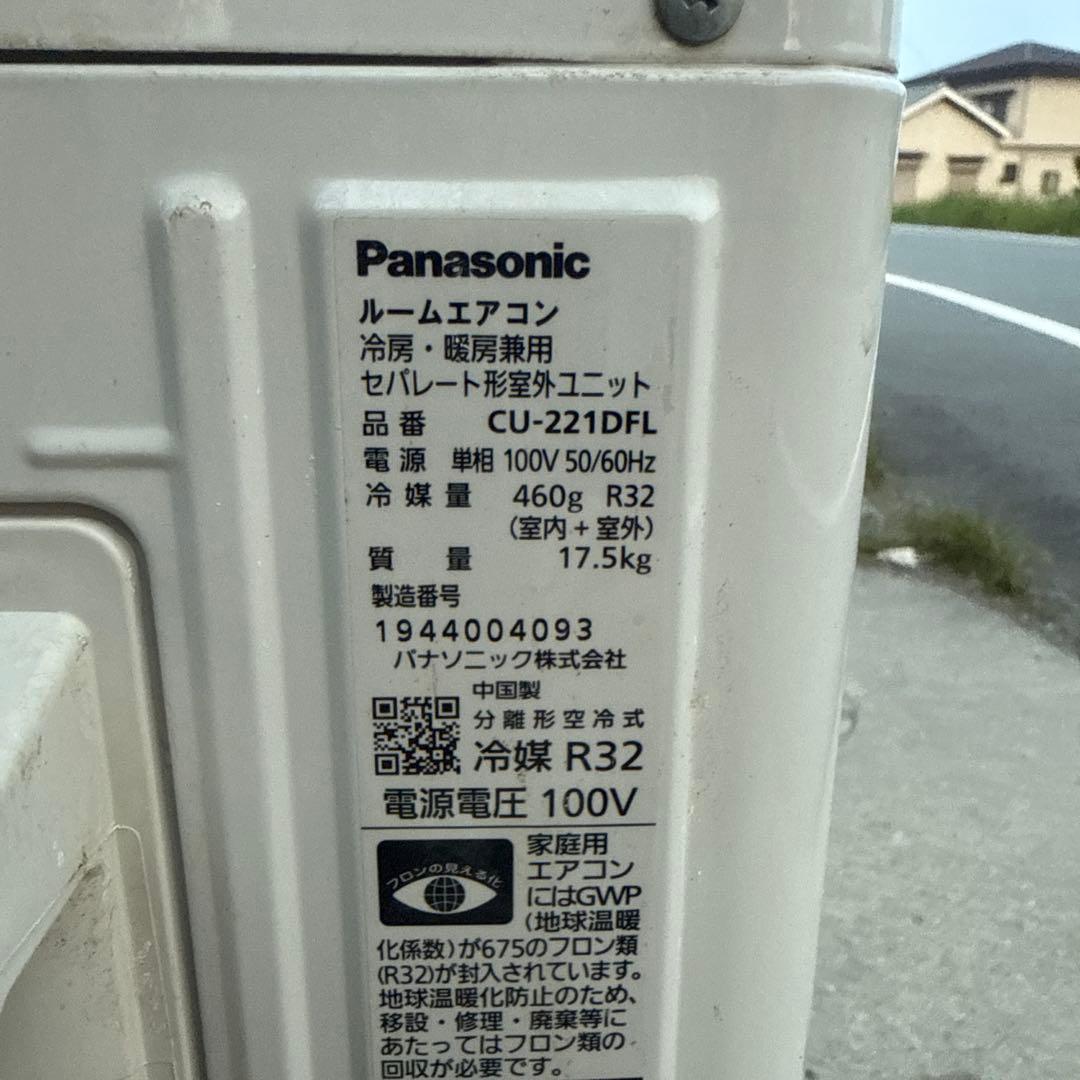 Panasonic
ルームエアコン
冷房・暖房兼用
セパレート形室外ユニット
品番 CU-221DFL
電源 単相 100V 50/60Hz
冷媒量 460g R32
(室内+室外)
質量 17.5kg
製造番号
1944004093
パナソニック株式会社
中国製
分離形空冷式
冷媒 R32
電源電圧 100V
フロンの見える化
家庭用
エアコン
にはGWP
(地球温暖
化係数)が675のフロン類
(R32)が封入されています。
地球温暖化防止のため、
移設・修理・廃棄等に
あたってはフロン類の
回収が必要です。